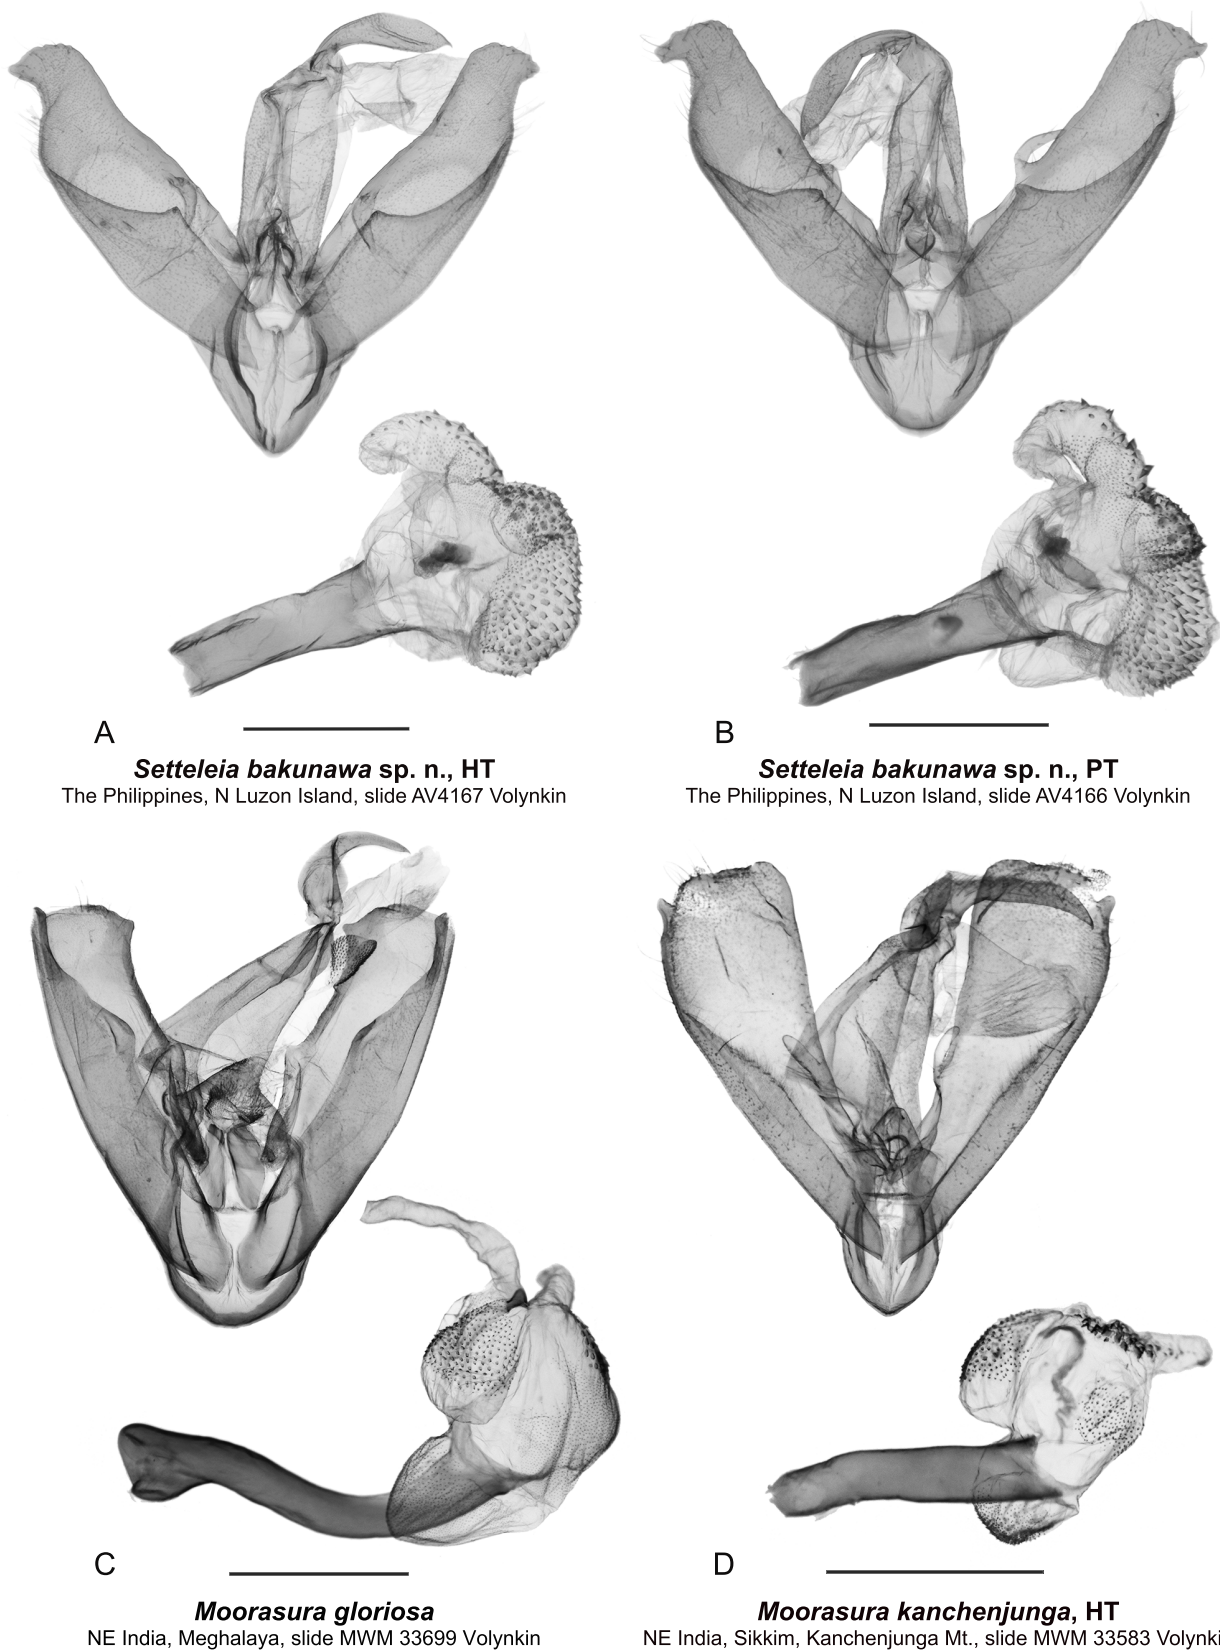 A
B
Setteleia bakunawa sp. n., HT
The Philippines, N Luzon Island, slide AV4167 Volynkin
Setteleia bakunawa sp. n., PT
The Philippines, N Luzon Island, slide AV4166 Volynkin
C
D
Moorasura gloriosa
NE India, Meghalaya, slide MWM 33699 Volynkin
Moorasura kanchenjunga, HT
NE India, Sikkim, Kanchenjunga Mt., slide MWM 33583 Volynki